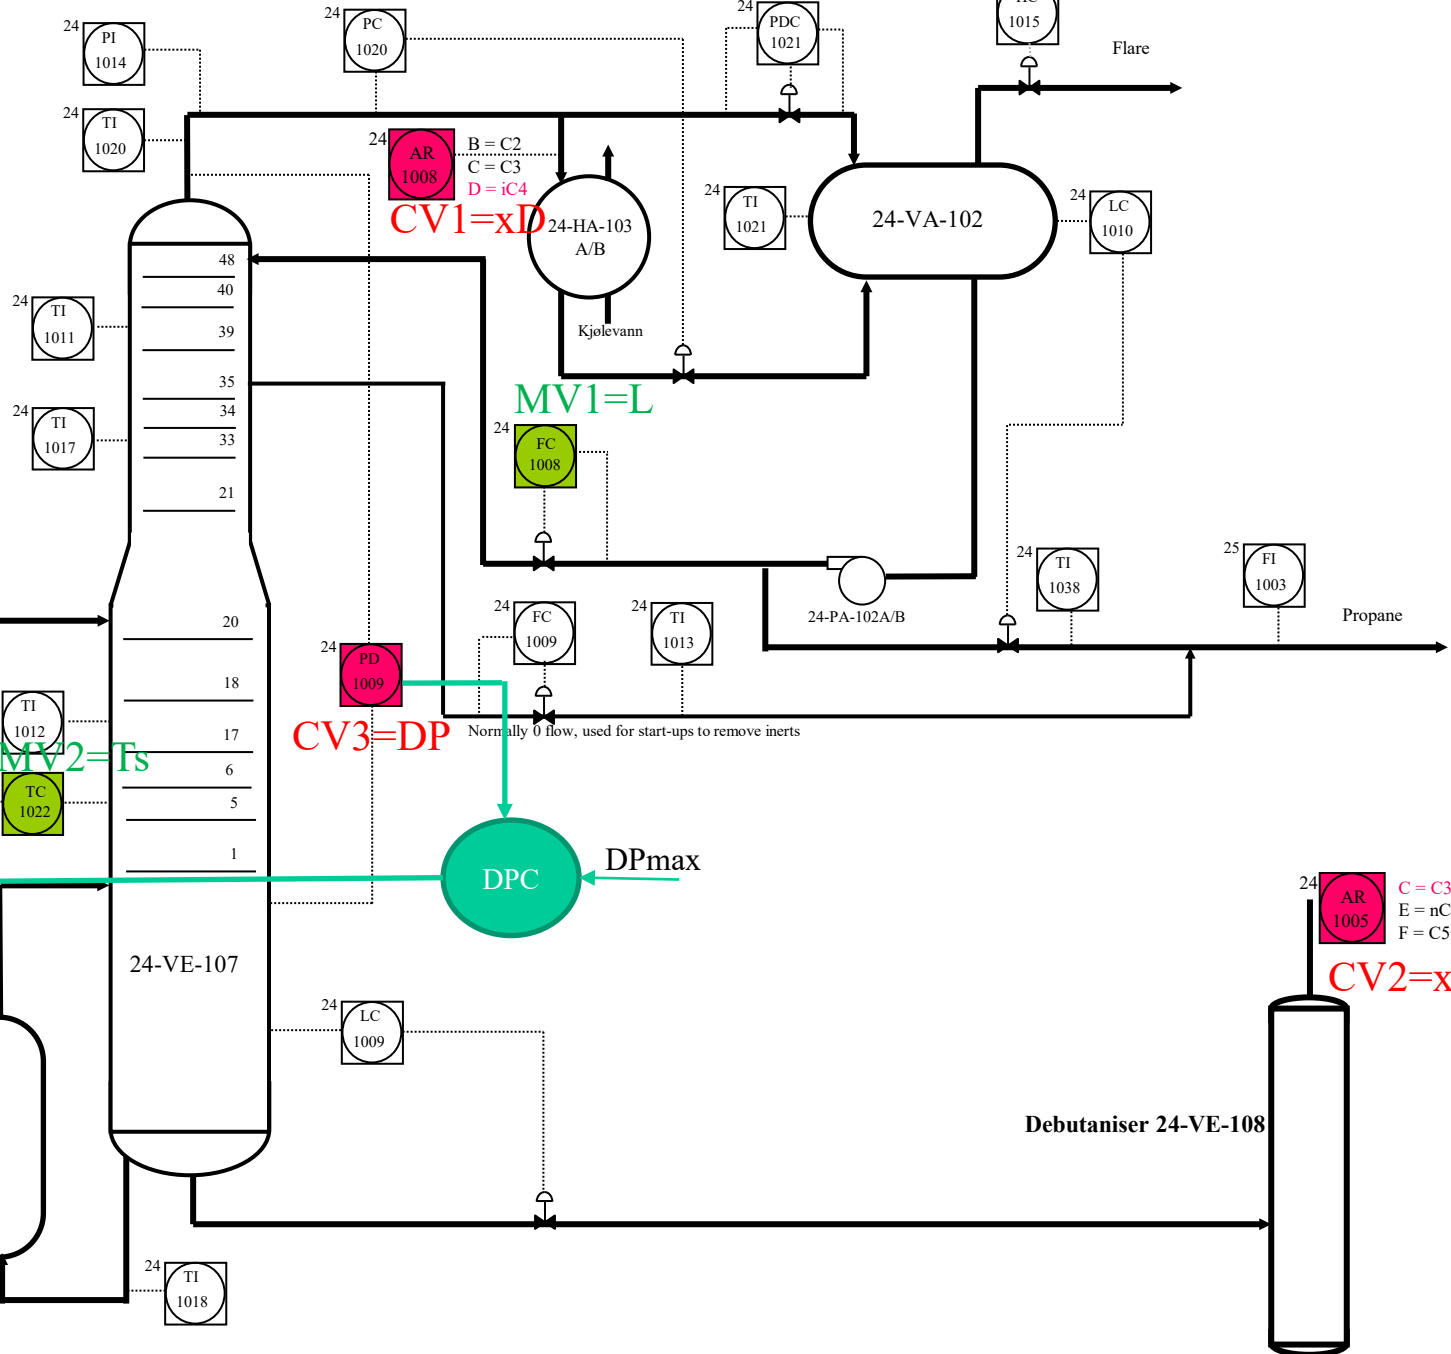 24
PI
1014
24
PC
1020
24
PDC
1021
1015
Flare
24
TI
1020
24
AR
1008
B = C2
C = C3
D = iC4
CV1=xD
24-HA-103
A/B
Kjølevann
24
TI
1021
24-VA-102
24
LC
1010
48
40
39
35
34
33
21
24
TI
1011
24
TI
1017
MV1=L
24
FC
1008
24-PA-102A/B
24
TI
1038
25
FI
1003
Propane
20
18
17
6
5
1
24
FC
1009
24
TI
1013
24
PD
1009
CV3=DP
Normally 0 flow, used for start-ups to remove inerts
24
TI
1012
MV2=Ts
TC
1022
DPC
DPmax
24-VE-107
24
LC
1009
24
AR
1005
C = C3
E = nC
F = C5
CV2=x
Debutaniser 24-VE-108
24
TI
1018